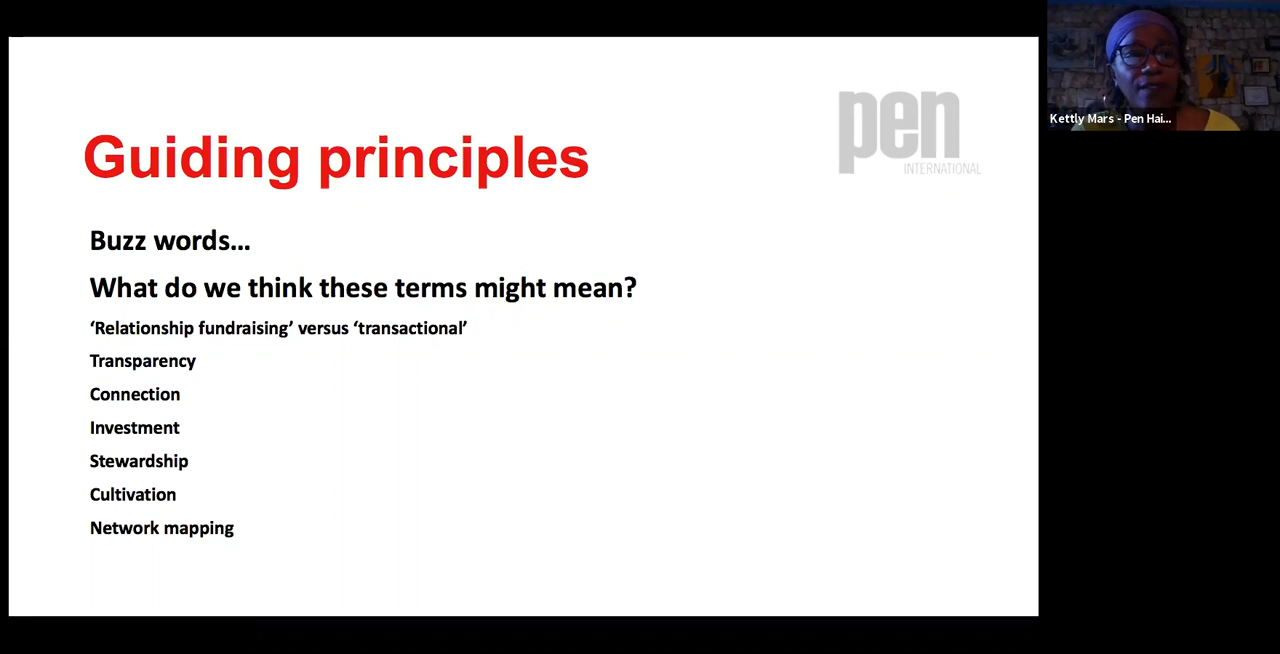 pen
INTERNATIONAL
Guiding principles
Buzz words...
What do we think these terms might mean?
‘Relationship fundraising’ versus ‘transactional’
Transparency
Connection
Investment
Stewardship
Cultivation
Network mapping
Kettly Mars - Pen Hai...